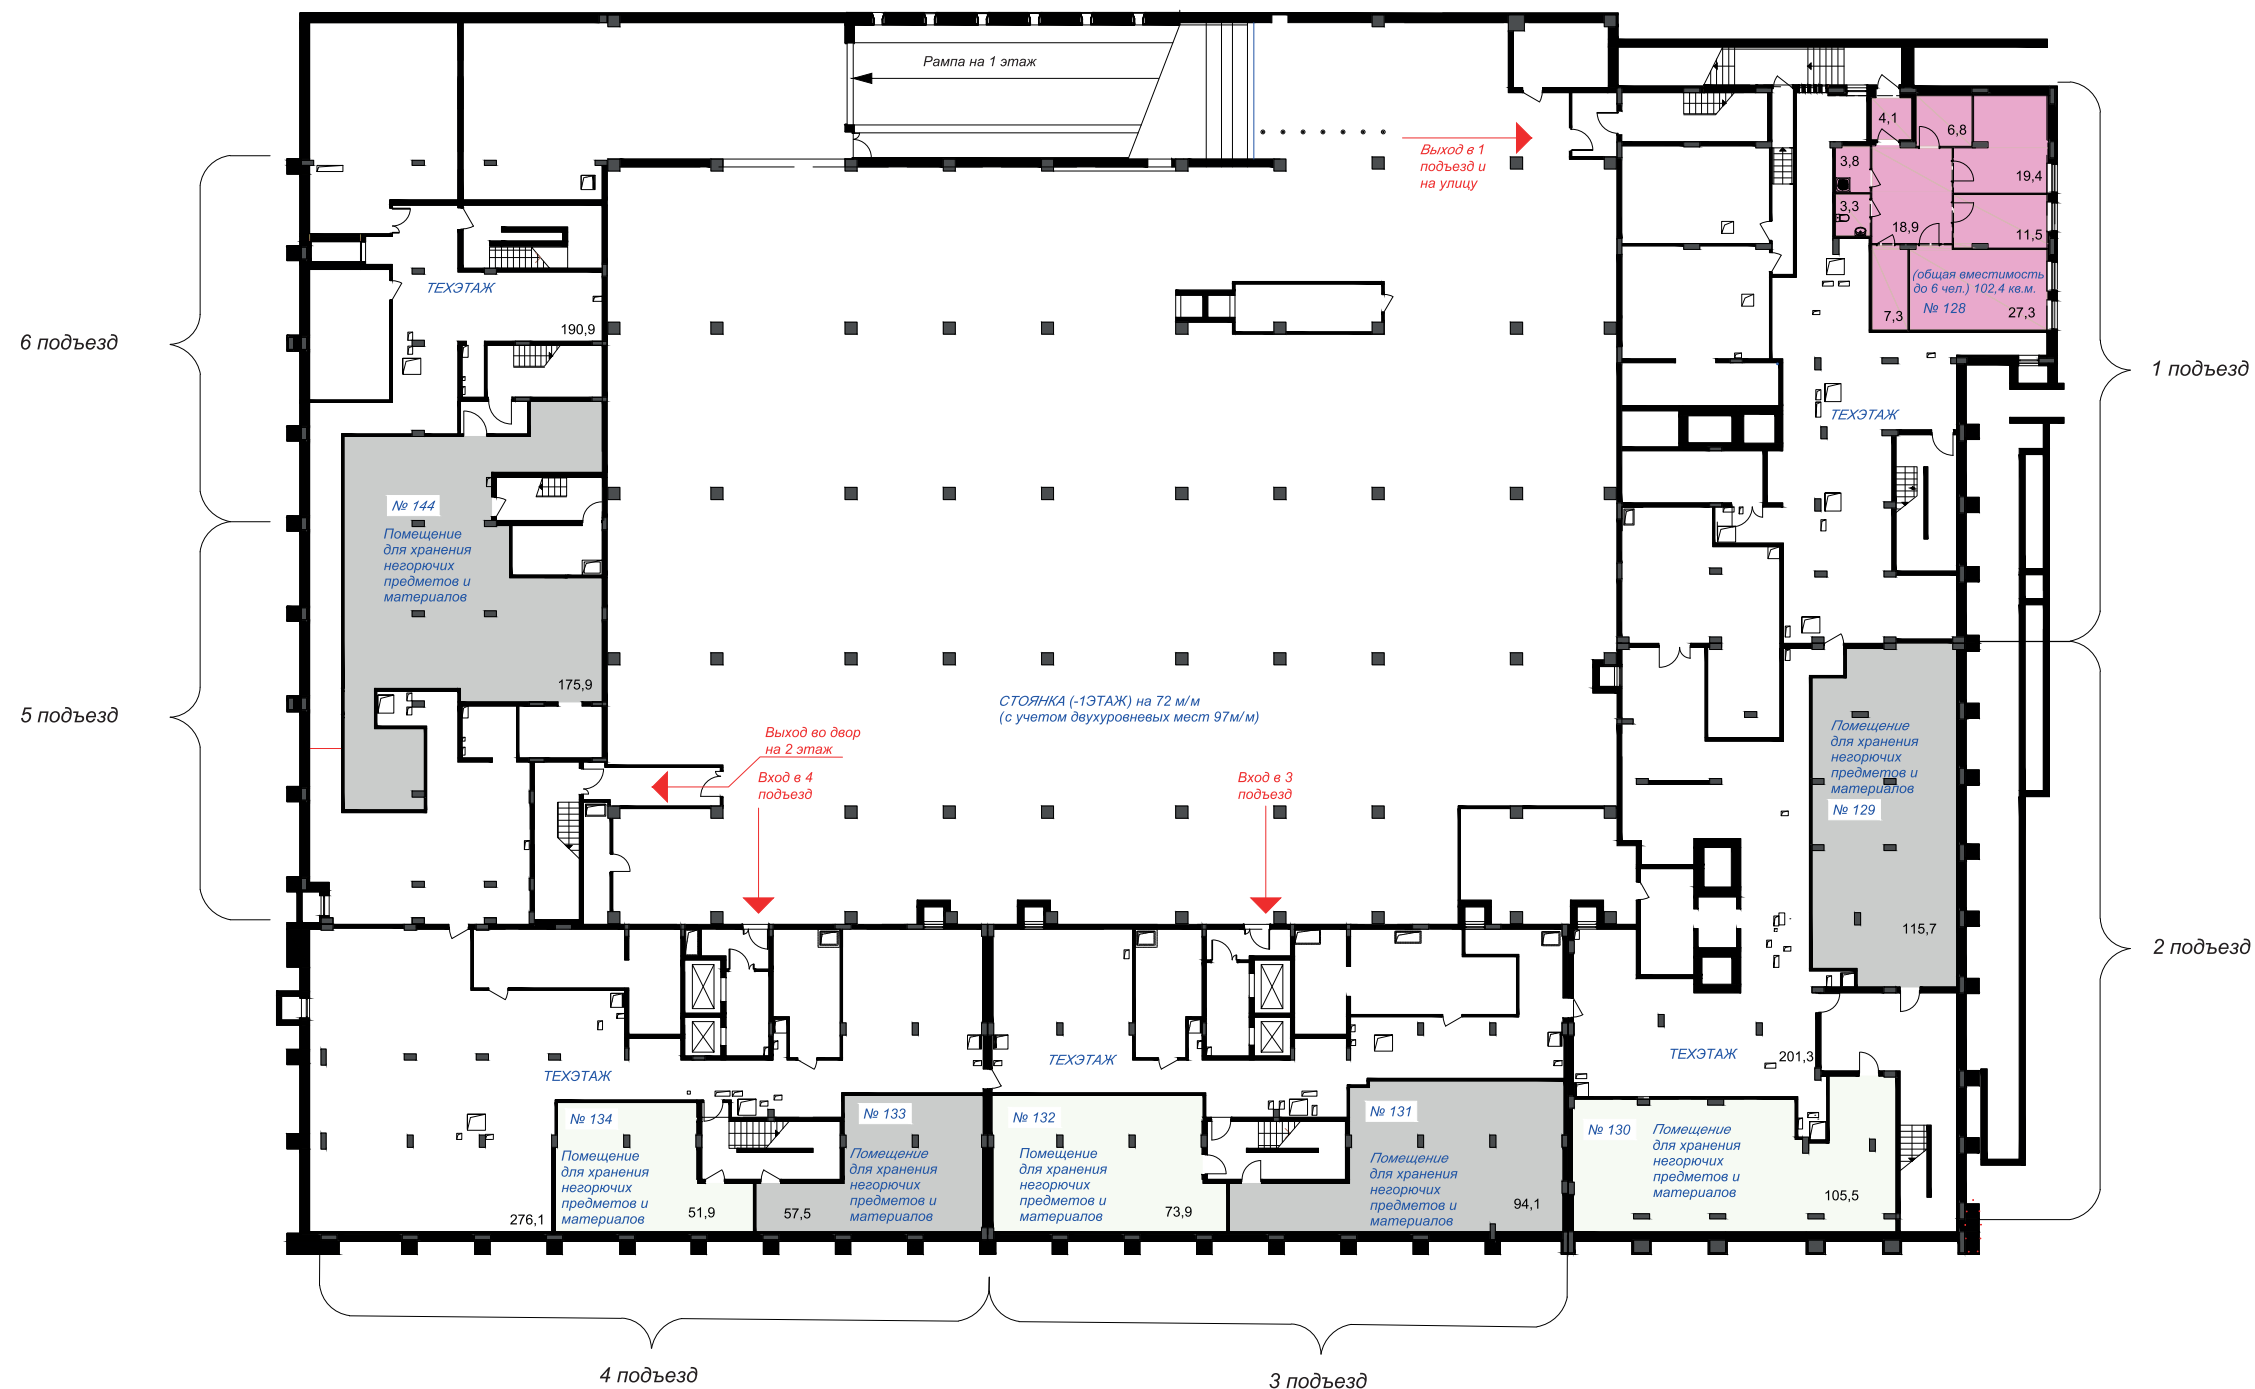 Рампа на 1 этаж
Выход в 1
подъезд и
на улицу
4,1
6,8
3,8
19,4
3,3
18,9
11,5
(общая вместимость
до 6 чел.) 102,4 кв.м.
№ 128
7,3
27,3
ТЕХЭТАЖ
190,9
6 подъезд
1 подъезд
ТЕХЭТАЖ
№ 144
Помещение
для хранения
негорючих
предметов и
материалов
175,9
5 подъезд
СТОЯНКА (-1ЭТАЖ) на 72 м/м
(с учетом двухуровневых мест 97м/м)
Выход во двор
на 2 этаж
Вход в 4
подъезд
Вход в 3
подъезд
Помещение
для хранения
негорючих
предметов и
материалов
№ 129
115,7
2 подъезд
ТЕХЭТАЖ
ТЕХЭТАЖ
ТЕХЭТАЖ
201,3
№ 134
Помещение
для хранения
негорючих
предметов и
материалов
276,1
51,9
№ 133
Помещение
для хранения
негорючих
предметов и
материалов
57,5
№ 132
Помещение
для хранения
негорючих
предметов и
материалов
73,9
№ 131
Помещение
для хранения
негорючих
предметов и
материалов
94,1
№ 130
Помещение
для хранения
негорючих
предметов и
материалов
105,5
4 подъезд
3 подъезд